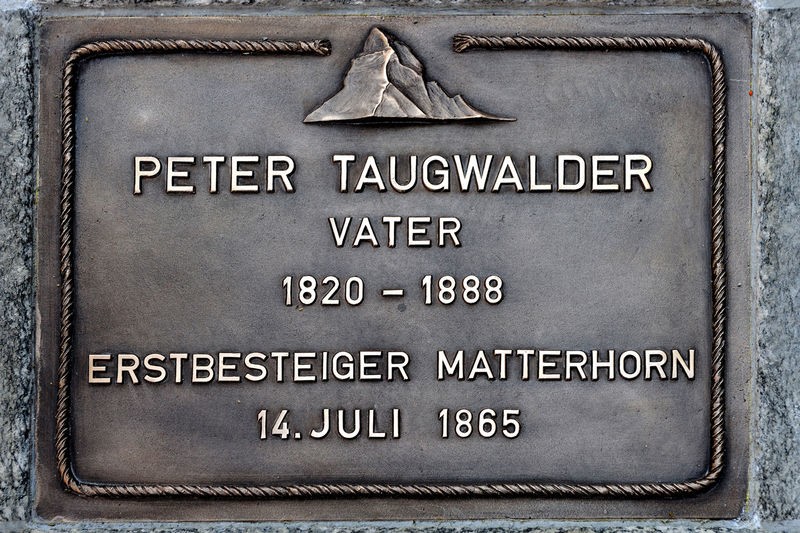 PETER TAUGWALDER
VATER
1820 – 1888
ERSTBESTEIGER MATTERHORN
14. JULI 1865